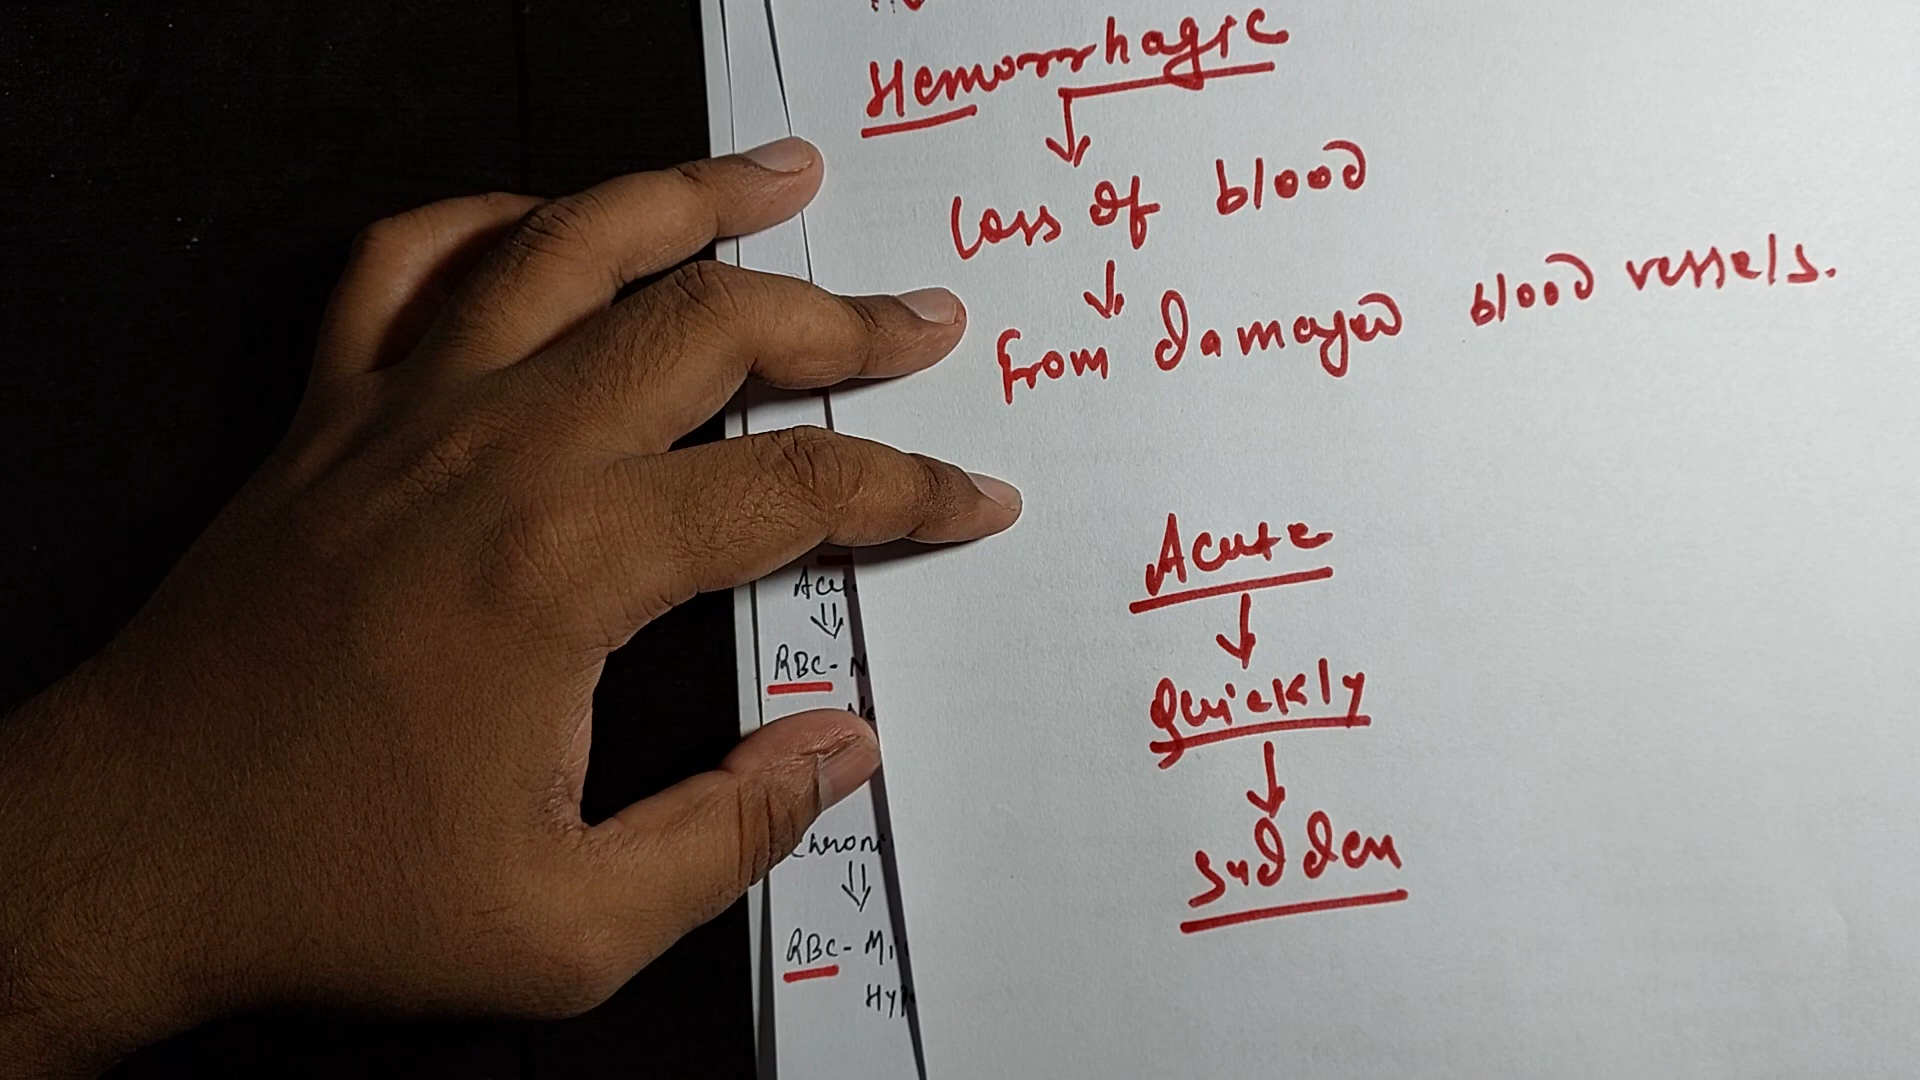 Hemorrhagic
↓
Loss of blood
↓
from damaged blood vessels.
Acute
↓
Quickly
↓
Sudden
⇓
RBC-
⇓
RBC-